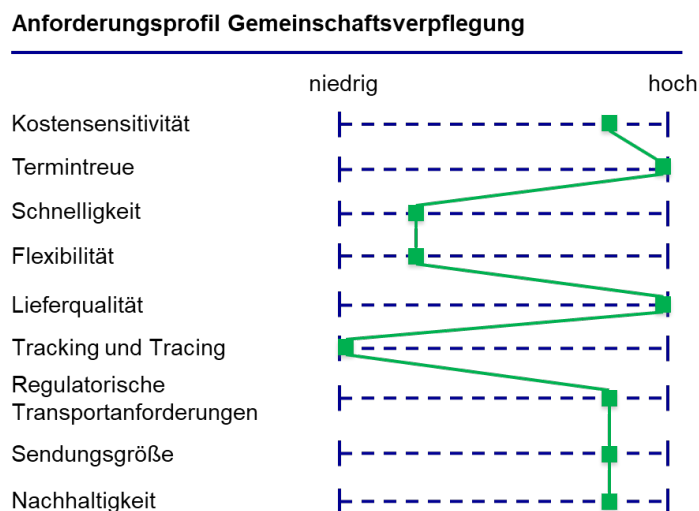 Anforderungsprofil Gemeinschaftsverpflegung
niedrig hoch
Kostensensitivität
Termintreue
Schnelligkeit
Flexibilität
Lieferqualität
Tracking und Tracing
Regulatorische
Transportanforderungen
Sendungsgröße
Nachhaltigkeit